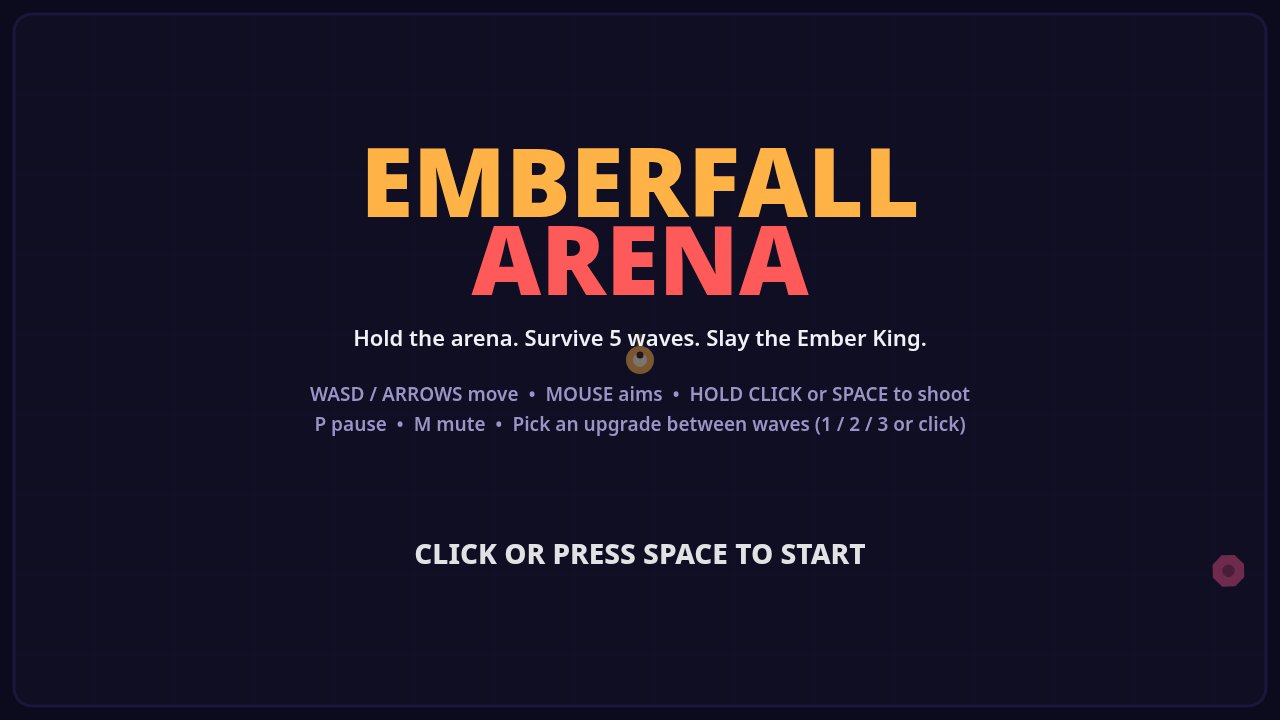 EMBERFALL
ARENA
Hold the arena. Survive 5 waves. Slay the Ember King.
WASD / ARROWS move • MOUSE aims • HOLD CLICK or SPACE to shoot
P pause • M mute • Pick an upgrade between waves (1 / 2 / 3 or click)
CLICK OR PRESS SPACE TO START